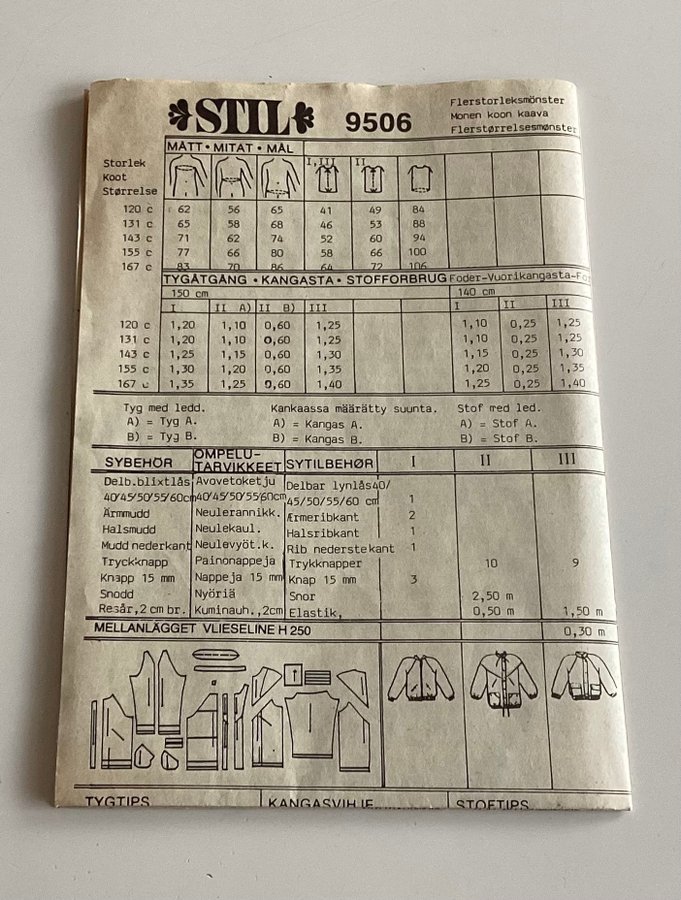 STIL 9506
Flerstorleksmönster
Monen koon kaava
Flerstørrelsesmønster
MÅTT • MITAT • MÅL
Storlek
Koot
Størrelse
I,III II
120 c 62 56 65 41 49 84
131 c 65 58 68 46 53 88
143 c 71 62 74 52 60 94
155 c 77 66 80 58 66 100
167 c 83 70 86 64 72 106
TYGÅTGÅNG • KANGASTA • STOFFORBRUG Foder-Vuorikangasta-Fo
150 cm 140 cm
I II A) II B) III I II III
120 c 1,20 1,10 0,60 1,25 1,10 0,25 1,25
131 c 1,20 1,10 0,60 1,25 1,10 0,25 1,25
143 c 1,25 1,15 0,60 1,30 1,15 0,25 1,30
155 c 1,30 1,20 0,60 1,35 1,20 0,25 1,35
167 c 1,35 1,25 0,60 1,40 1,25 0,25 1,40
Tyg med ledd. Kankaassa määrätty suunta. Stof med led.
A) = Tyg A. A) = Kangas A. A) = Stof A.
B) = Tyg B. B) = Kangas B. B) = Stof B.
SYBEHÖR OMPELU-TARVIKKEET SYTILBEHØR I II III
Delb.blixtlås Avovetoketju Delbar lynlås40/
40/45/50/55/60cm 40/45/50/55/60cm 45/50/55/60 cm 1
Ärmmudd Neulerannikk. Ærmeribkant 2
Halsmudd Neulekaul. Halsribkant 1
Mudd nederkant Neulevyöt.k. Rib nederstekant 1
Tryckknapp Painonappeja Trykknapper 10 9
Knapp 15 mm Nappeja 15 mm Knap 15 mm 3
Snodd Nyöriä Snor 2,50 m
Resår,2 cm br. Kuminauh.,2cm Elastik, 0,50 m 1,50 m
MELLANLÄGGET VLIESELINE H 250 0,30 m
TYGTIPS KANGASVIHJE STOFTIPS